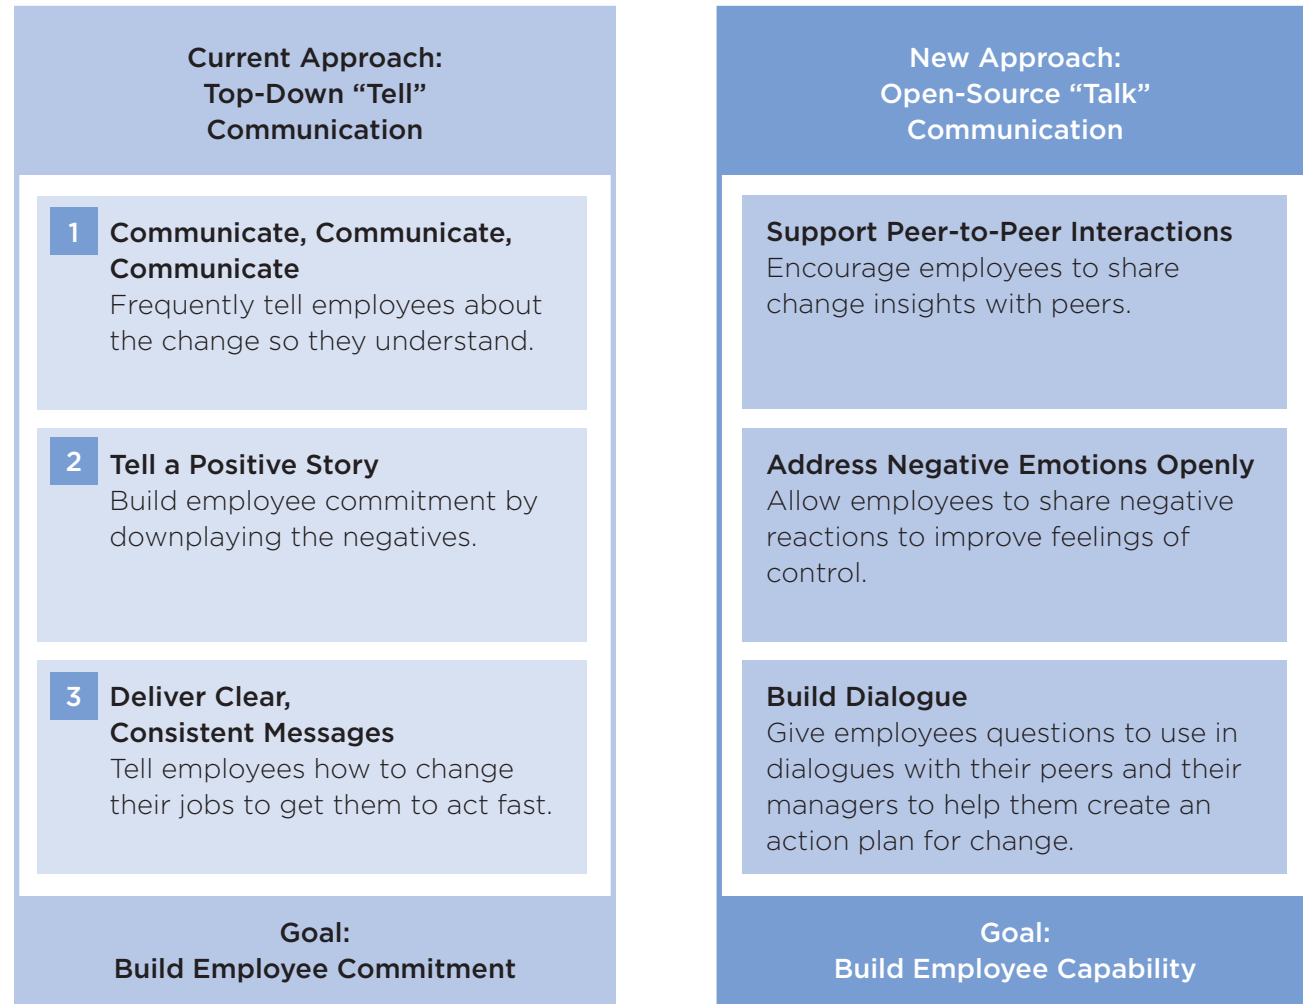 Current Approach:
Top-Down “Tell”
Communication
1
Communicate, Communicate,
Communicate
Frequently tell employees about
the change so they understand.
2
Tell a Positive Story
Build employee commitment by
downplaying the negatives.
3
Deliver Clear,
Consistent Messages
Tell employees how to change
their jobs to get them to act fast.
Goal:
Build Employee Commitment
New Approach:
Open-Source “Talk”
Communication
Support Peer-to-Peer Interactions
Encourage employees to share
change insights with peers.
Address Negative Emotions Openly
Allow employees to share negative
reactions to improve feelings of
control.
Build Dialogue
Give employees questions to use in
dialogues with their peers and their
managers to help them create an
action plan for change.
Goal:
Build Employee Capability